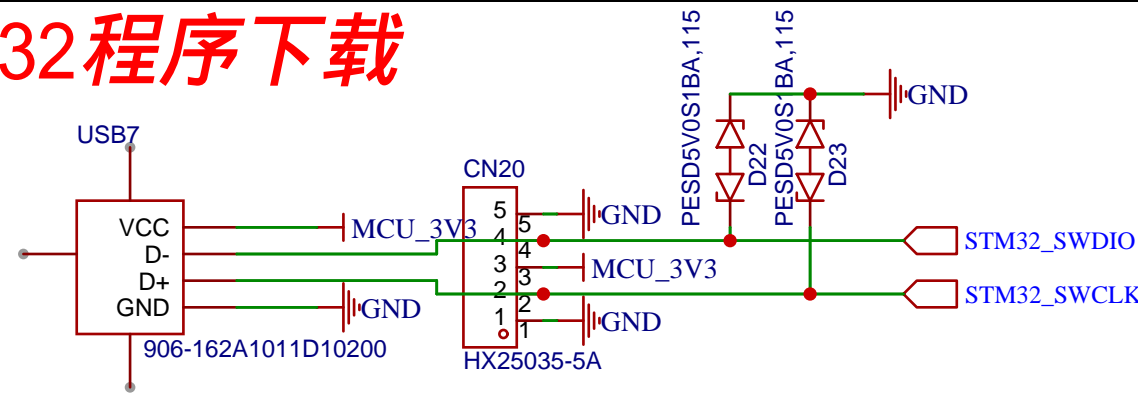 32程序下载
USB7
VCC
D-
D+
GND
906-162A1011D10200
MCU_3V3
GND
CN20
5
4
3
2
1
5
4
3
2
1
HX25035-5A
GND
MCU_3V3
GND
PESD5V0S1BA,115
D22
PESD5V0S1BA,115
D23
GND
STM32_SWDIO
STM32_SWCLK